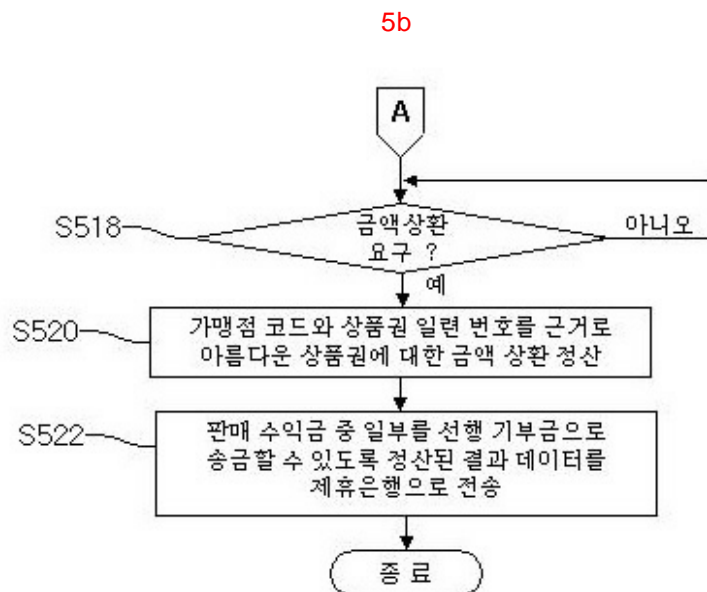 5b
A
금액상환
요구 ?
아니오
S518
예
S520
가맹점 코드와 상품권 일련 번호를 근거로
아름다운 상품권에 대한 금액 상환 정산
S522
판매 수익금 중 일부를 선행 기부금으로
송금할 수 있도록 정산된 결과 데이터를
제휴은행으로 전송
종 료